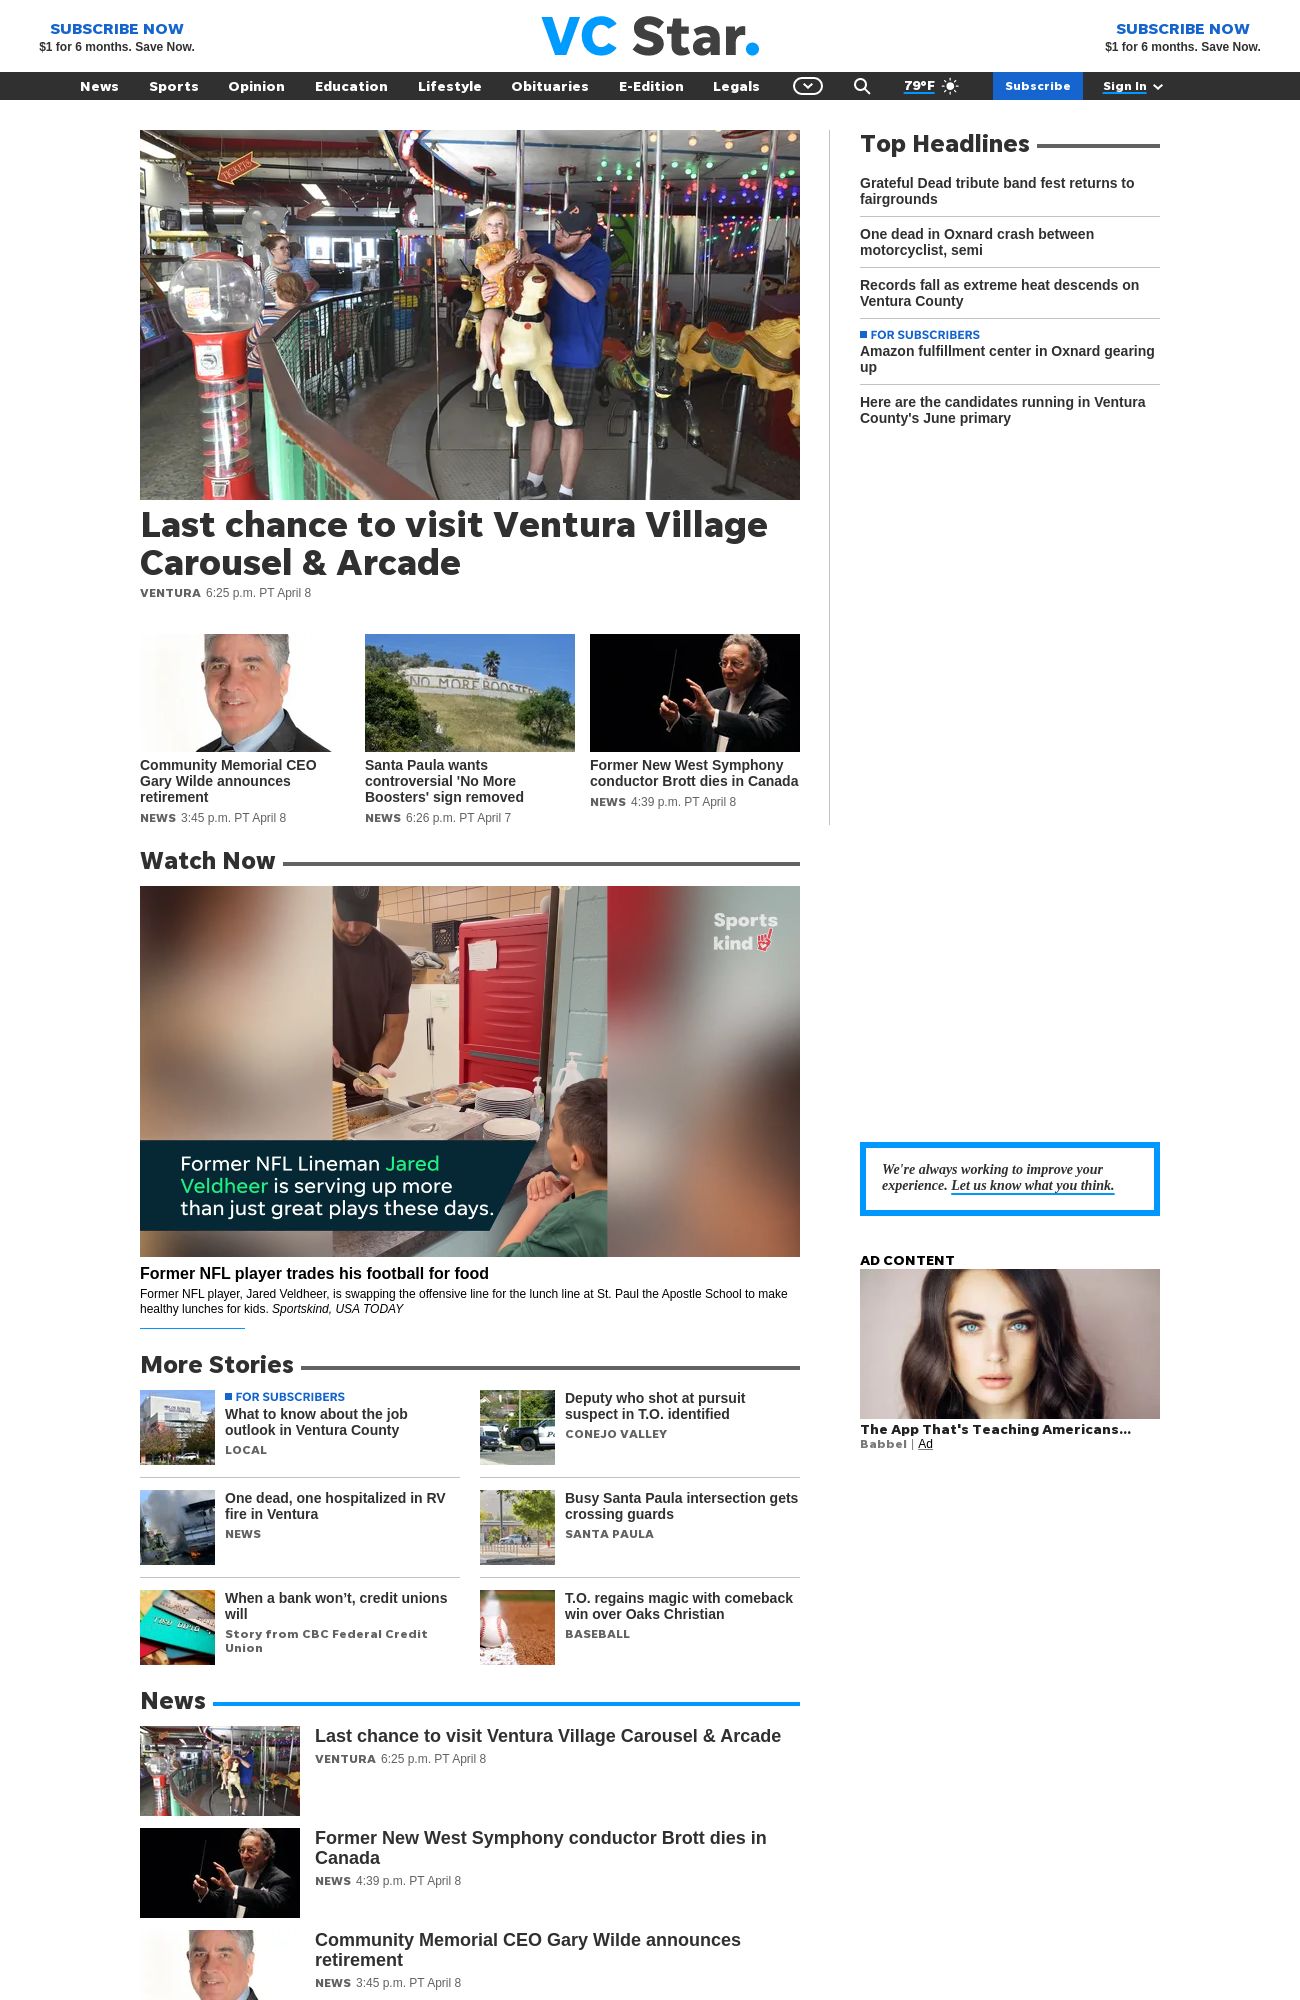 SUBSCRIBE NOW
$1 for 6 months. Save Now.
VC Star.
SUBSCRIBE NOW
$1 for 6 months. Save Now.
News Sports Opinion Education Lifestyle Obituaries E-Edition Legals 79°F Subscribe Sign In
TICKETS
Last chance to visit Ventura Village
Carousel & Arcade
VENTURA 6:25 p.m. PT April 8
Top Headlines
Grateful Dead tribute band fest returns to
fairgrounds
One dead in Oxnard crash between
motorcyclist, semi
Records fall as extreme heat descends on
Ventura County
FOR SUBSCRIBERS
Amazon fulfillment center in Oxnard gearing
up
Here are the candidates running in Ventura
County's June primary
Community Memorial CEO
Gary Wilde announces
retirement
NEWS 3:45 p.m. PT April 8
NO MORE BOOSTERS
Santa Paula wants
controversial 'No More
Boosters' sign removed
NEWS 6:26 p.m. PT April 7
Former New West Symphony
conductor Brott dies in Canada
NEWS 4:39 p.m. PT April 8
Watch Now
Sports
kind
Former NFL Lineman Jared
Veldheer is serving up more
than just great plays these days.
Former NFL player trades his football for food
Former NFL player, Jared Veldheer, is swapping the offensive line for the lunch line at St. Paul the Apostle School to make
healthy lunches for kids. Sportskind, USA TODAY
We're always working to improve your
experience. Let us know what you think.
AD CONTENT
The App That's Teaching Americans...
Babbel | Ad
More Stories
FOR SUBSCRIBERS
What to know about the job
outlook in Ventura County
LOCAL
Deputy who shot at pursuit
suspect in T.O. identified
CONEJO VALLEY
One dead, one hospitalized in RV
fire in Ventura
NEWS
Busy Santa Paula intersection gets
crossing guards
SANTA PAULA
When a bank won’t, credit unions
will
Story from CBC Federal Credit
Union
T.O. regains magic with comeback
win over Oaks Christian
BASEBALL
News
Last chance to visit Ventura Village Carousel & Arcade
VENTURA 6:25 p.m. PT April 8
Former New West Symphony conductor Brott dies in
Canada
NEWS 4:39 p.m. PT April 8
Community Memorial CEO Gary Wilde announces
retirement
NEWS 3:45 p.m. PT April 8